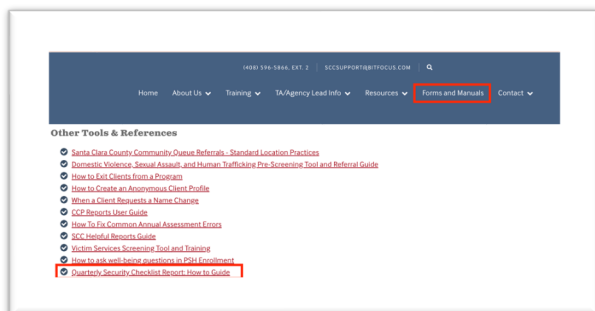 (408) 596-5866, EXT. 2 | SCCSUPPORT@BITFOCUS.COM
Home About Us Training TA/Agency Lead Info Resources Forms and Manuals Contact
Other Tools & References
Santa Clara County Community Queue Referrals - Standard Location Practices
Domestic Violence, Sexual Assault, and Human Trafficking Pre-Screening Tool and Referral Guide
How to Exit Clients from a Program
How to Create an Anonymous Client Profile
When a Client Requests a Name Change
CCP Reports User Guide
How To Fix Common Annual Assessment Errors
SCC Helpful Reports Guide
Victim Services Screening Tool and Training
How to ask well-being questions in PSH Enrollment
Quarterly Security Checklist Report: How to Guide